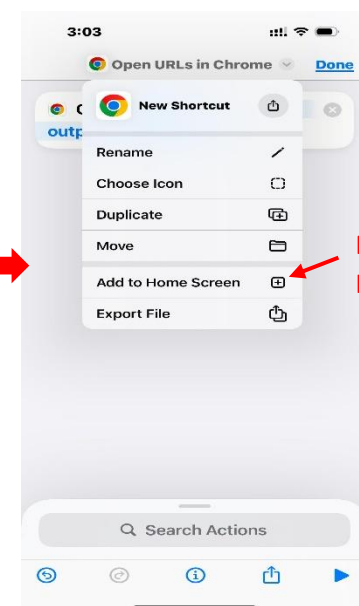 3:03
Open URLs in Chrome
Done
New Shortcut
outp
Rename
Choose Icon
Duplicate
Move
Add to Home Screen
Export File
Search Actions